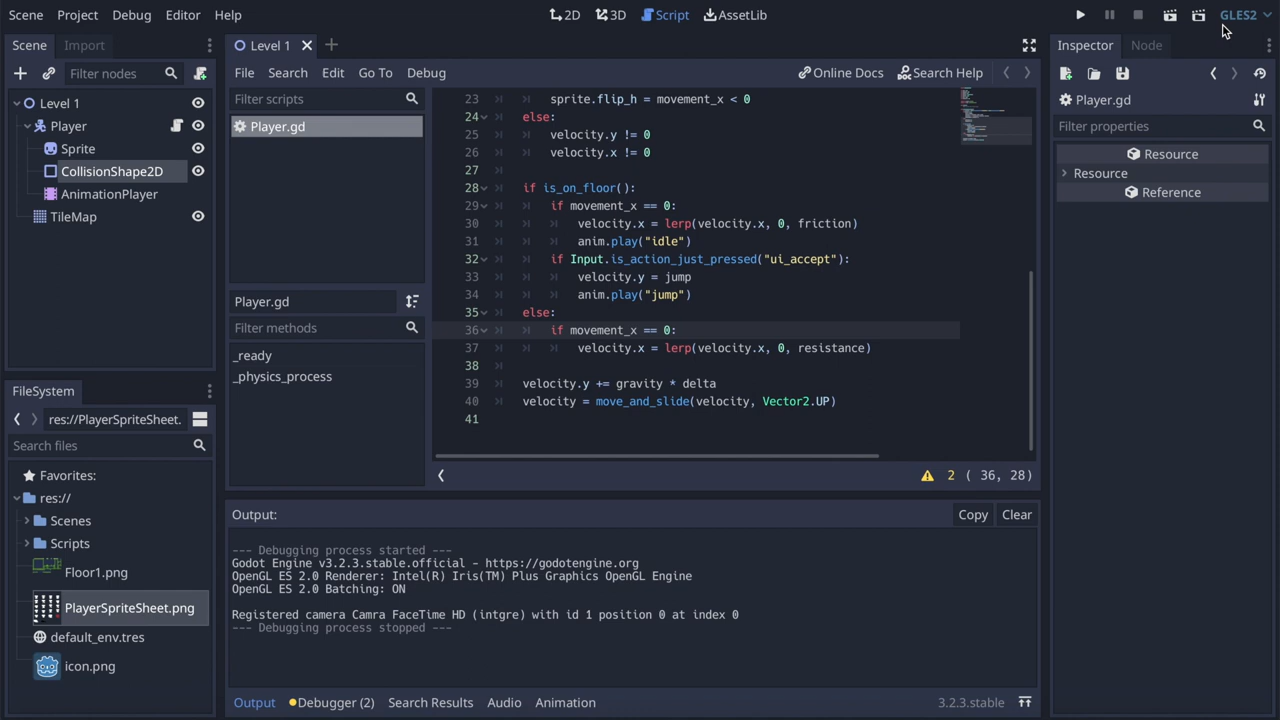 Scene Project Debug Editor Help
2D 3D Script AssetLib
GLES2
Scene Import
Filter nodes
Level 1
Player
Sprite
CollisionShape2D
AnimationPlayer
TileMap
FileSystem
res://PlayerSpriteSheet.
Search files
Favorites:
res://
Scenes
Scripts
Floor1.png
PlayerSpriteSheet.png
default_env.tres
icon.png
Level 1
File Search Edit Go To Debug
Online Docs Search Help
Filter scripts
Player.gd
Player.gd
Filter methods
_ready
_physics_process
23 sprite.flip_h = movement_x < 0
24 else:
25 velocity.y != 0
26 velocity.x != 0
27
28 if is_on_floor():
29 if movement_x == 0:
30 velocity.x = lerp(velocity.x, 0, friction)
31 anim.play("idle")
32 if Input.is_action_just_pressed("ui_accept"):
33 velocity.y = jump
34 anim.play("jump")
35 else:
36 if movement_x == 0:
37 velocity.x = lerp(velocity.x, 0, resistance)
38
39 velocity.y += gravity * delta
40 velocity = move_and_slide(velocity, Vector2.UP)
41
2 ( 36, 28)
Output:
Copy Clear
--- Debugging process started ---
Godot Engine v3.2.3.stable.official - https://godotengine.org
OpenGL ES 2.0 Renderer: Intel(R) Iris(TM) Plus Graphics OpenGL Engine
OpenGL ES 2.0 Batching: ON
Registered camera Camra FaceTime HD (intgre) with id 1 position 0 at index 0
--- Debugging process stopped ---
Output Debugger (2) Search Results Audio Animation
3.2.3.stable
Inspector Node
Player.gd
Filter properties
Resource
Resource
Reference